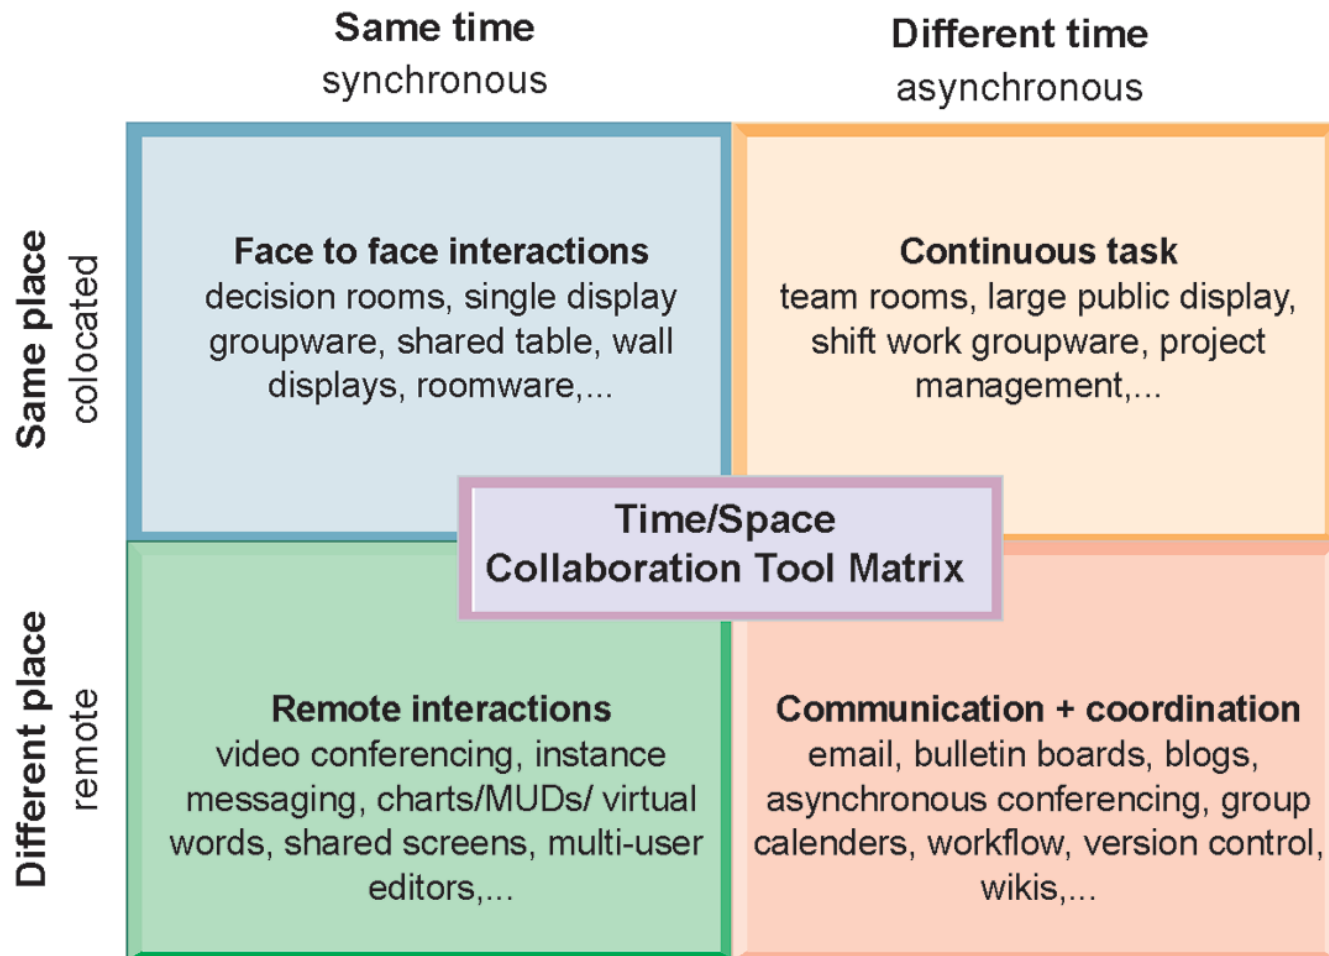 Same time
synchronous
Different time
asynchronous
Same place
colocated
Face to face interactions
decision rooms, single display
groupware, shared table, wall
displays, roomware,...
Continuous task
team rooms, large public display,
shift work groupware, project
management,...
Time/Space
Collaboration Tool Matrix
Different place
remote
Remote interactions
video conferencing, instance
messaging, charts/MUDs/ virtual
words, shared screens, multi-user
editors,...
Communication + coordination
email, bulletin boards, blogs,
asynchronous conferencing, group
calenders, workflow, version control,
wikis,...